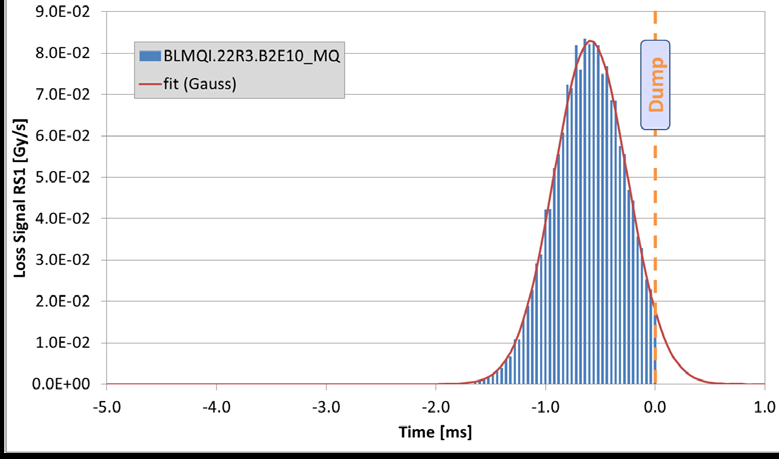 9.0E-02
8.0E-02
7.0E-02
6.0E-02
5.0E-02
4.0E-02
3.0E-02
2.0E-02
1.0E-02
0.0E+00
Loss Signal RS1 [Gy/s]
BLMQI.22R3.B2E10_MQ
fit (Gauss)
Dump
-5.0 -4.0 -3.0 -2.0 -1.0 0.0 1.0
Time [ms]